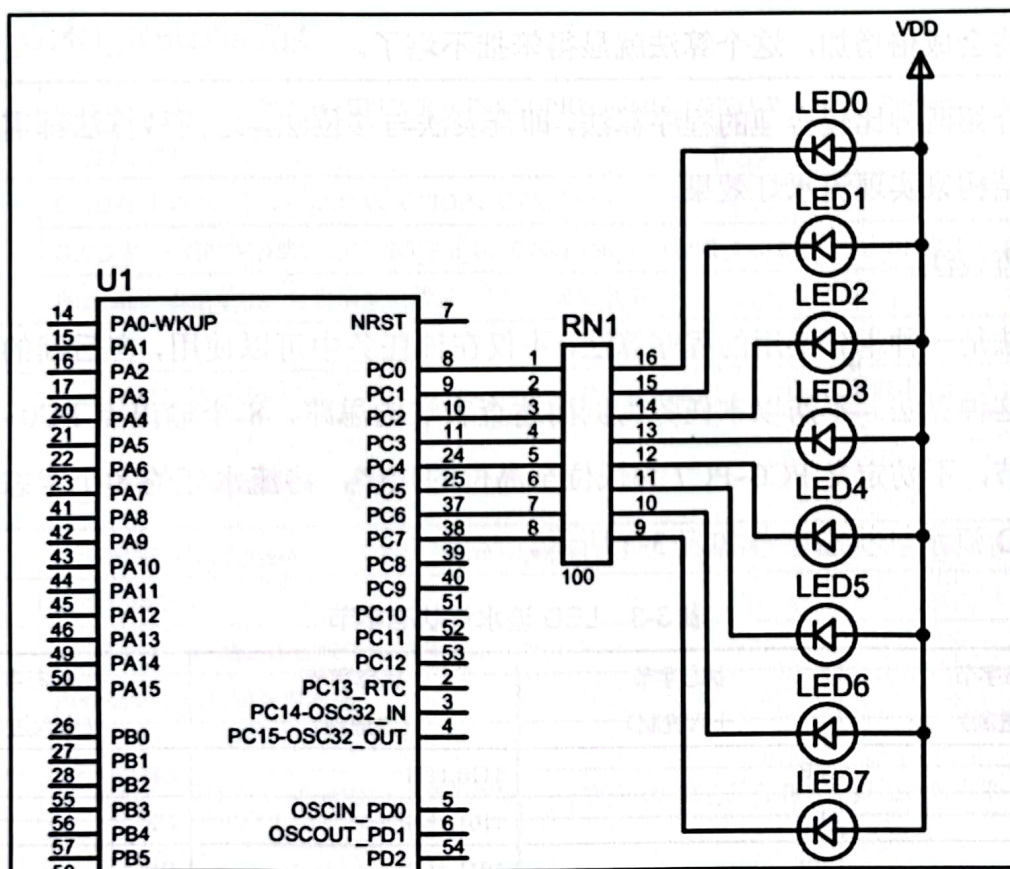 VDD
LED0
LED1
LED2
LED3
LED4
LED5
LED6
LED7
U1
14 PA0-WKUP
15 PA1
16 PA2
17 PA3
20 PA4
21 PA5
22 PA6
23 PA7
41 PA8
42 PA9
43 PA10
44 PA11
45 PA12
46 PA13
49 PA14
50 PA15
26 PB0
27 PB1
28 PB2
55 PB3
56 PB4
57 PB5
NRST 7
PC0 8
PC1 9
PC2 10
PC3 11
PC4 24
PC5 25
PC6 37
PC7 38
PC8 39
PC9 40
PC10 51
PC11 52
PC12 53
PC13_RTC 2
PC14-OSC32_IN 3
PC15-OSC32_OUT 4
OSCIN_PD0 5
OSCOUT_PD1 6
PD2 54
RN1
1 16
2 15
3 14
4 13
5 12
6 11
7 10
8 9
100